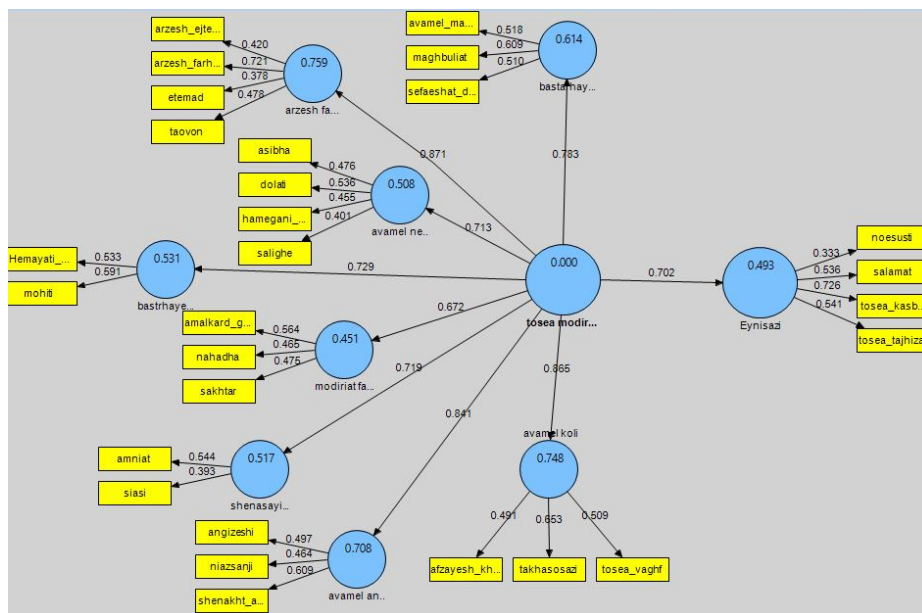 arzesh_ejte...
0.420
arzesh_farh...
0.721
etemad
0.378
taovon
0.478
0.759
arzesh fa...
0.871
avamel_ma...
0.518
maghbuliat
0.609
sefaeshat_d...
0.510
0.614
bastarhay...
0.783
asibha
0.476
dolati
0.536
hamegani_...
0.455
salighe
0.401
0.508
avamel ne..
0.713
Hemayati_...
0.533
mohiti
0.591
0.531
bastrhaye...
0.729
0.000
tosea modir...
0.702
0.493
Eynisazi
noesusti
0.333
salamat
0.536
tosea_kasb...
0.726
tosea_tajhiza
0.541
amalkard_g...
0.564
nahadha
0.465
sakhtar
0.475
0.451
modiriat fa...
0.672
amniat
0.544
siasi
0.393
0.517
shenasayi...
0.719
angizeshi
0.497
niazsanji
0.464
shenakht_a...
0.609
0.708
avamel an...
0.841
0.865
avamel koli
0.748
0.491
0.653
0.509
afzayesh_kh...
takhasosazi
tosea_vaghf